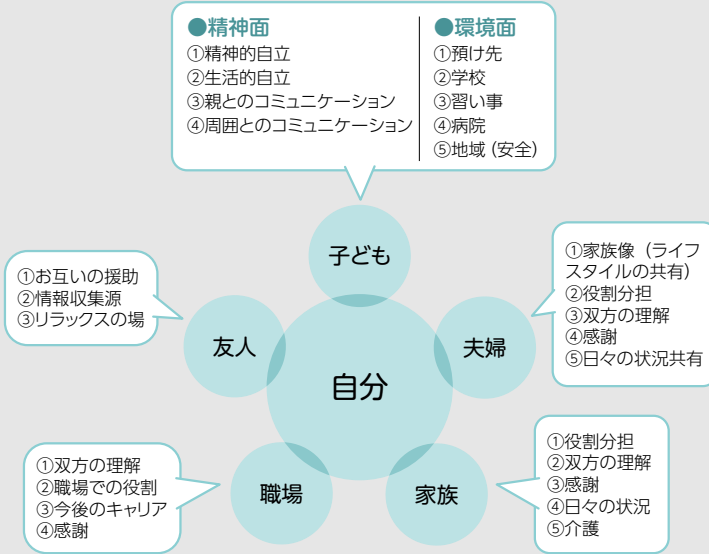 ●精神面
①精神的自立
②生活的自立
③親とのコミュニケーション
④周囲とのコミュニケーション
●環境面
①預け先
②学校
③習い事
④病院
⑤地域（安全）
子ども
①お互いの援助
②情報収集源
③リラックスの場
友人
自分
夫婦
①家族像（ライフ
スタイルの共有）
②役割分担
③双方の理解
④感謝
⑤日々の状況共有
①双方の理解
②職場での役割
③今後のキャリア
④感謝
職場
家族
①役割分担
②双方の理解
③感謝
④日々の状況
⑤介護